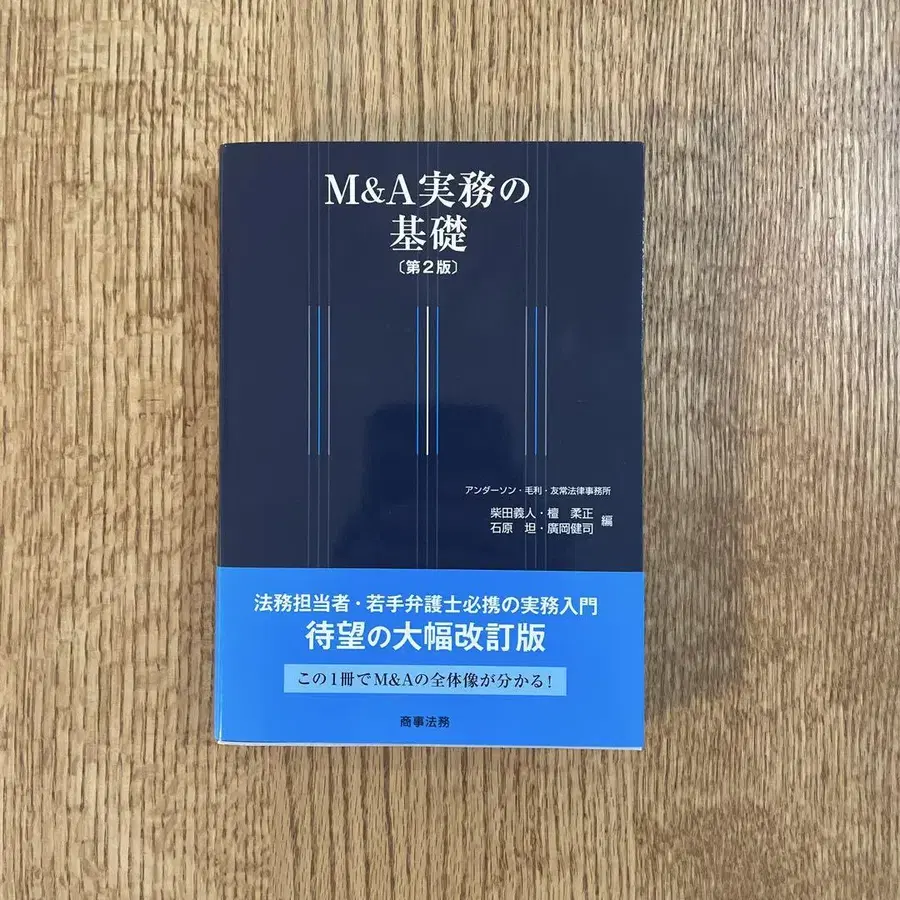 M&A実務の
基礎
〔第2版〕
アンダーソン・毛利・友常法律事務所
柴田義人・檀　柔正
石原　坦・廣岡健司
編
法務担当者・若手弁護士必携の実務入門
待望の大幅改訂版
この1冊でM&Aの全体像が分かる!
商事法務